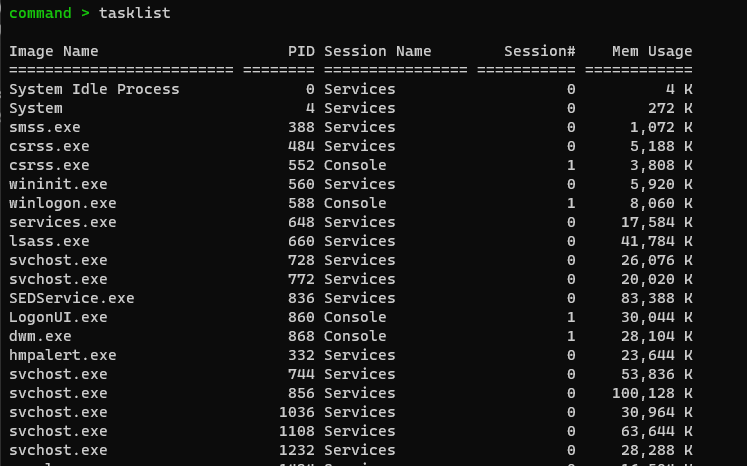 command > tasklist
Image Name                     PID Session Name        Session#    Mem Usage
========================= ======== ================ =========== ============
System Idle Process              0 Services                   0          4 K
System                           4 Services                   0        272 K
smss.exe                       388 Services                   0      1,072 K
csrss.exe                      484 Services                   0      5,188 K
csrss.exe                      552 Console                    1      3,808 K
wininit.exe                    560 Services                   0      5,920 K
winlogon.exe                   588 Console                    1      8,060 K
services.exe                   648 Services                   0     17,584 K
lsass.exe                      660 Services                   0     41,784 K
svchost.exe                    728 Services                   0     26,076 K
svchost.exe                    772 Services                   0     20,020 K
SEDService.exe                 836 Services                   0     83,388 K
LogonUI.exe                    860 Console                    1     30,044 K
dwm.exe                        868 Console                    1     28,104 K
hmpalert.exe                   332 Services                   0     23,644 K
svchost.exe                    744 Services                   0     53,836 K
svchost.exe                    856 Services                   0    100,128 K
svchost.exe                   1036 Services                   0     30,964 K
svchost.exe                   1108 Services                   0     63,644 K
svchost.exe                   1232 Services                   0     28,288 K